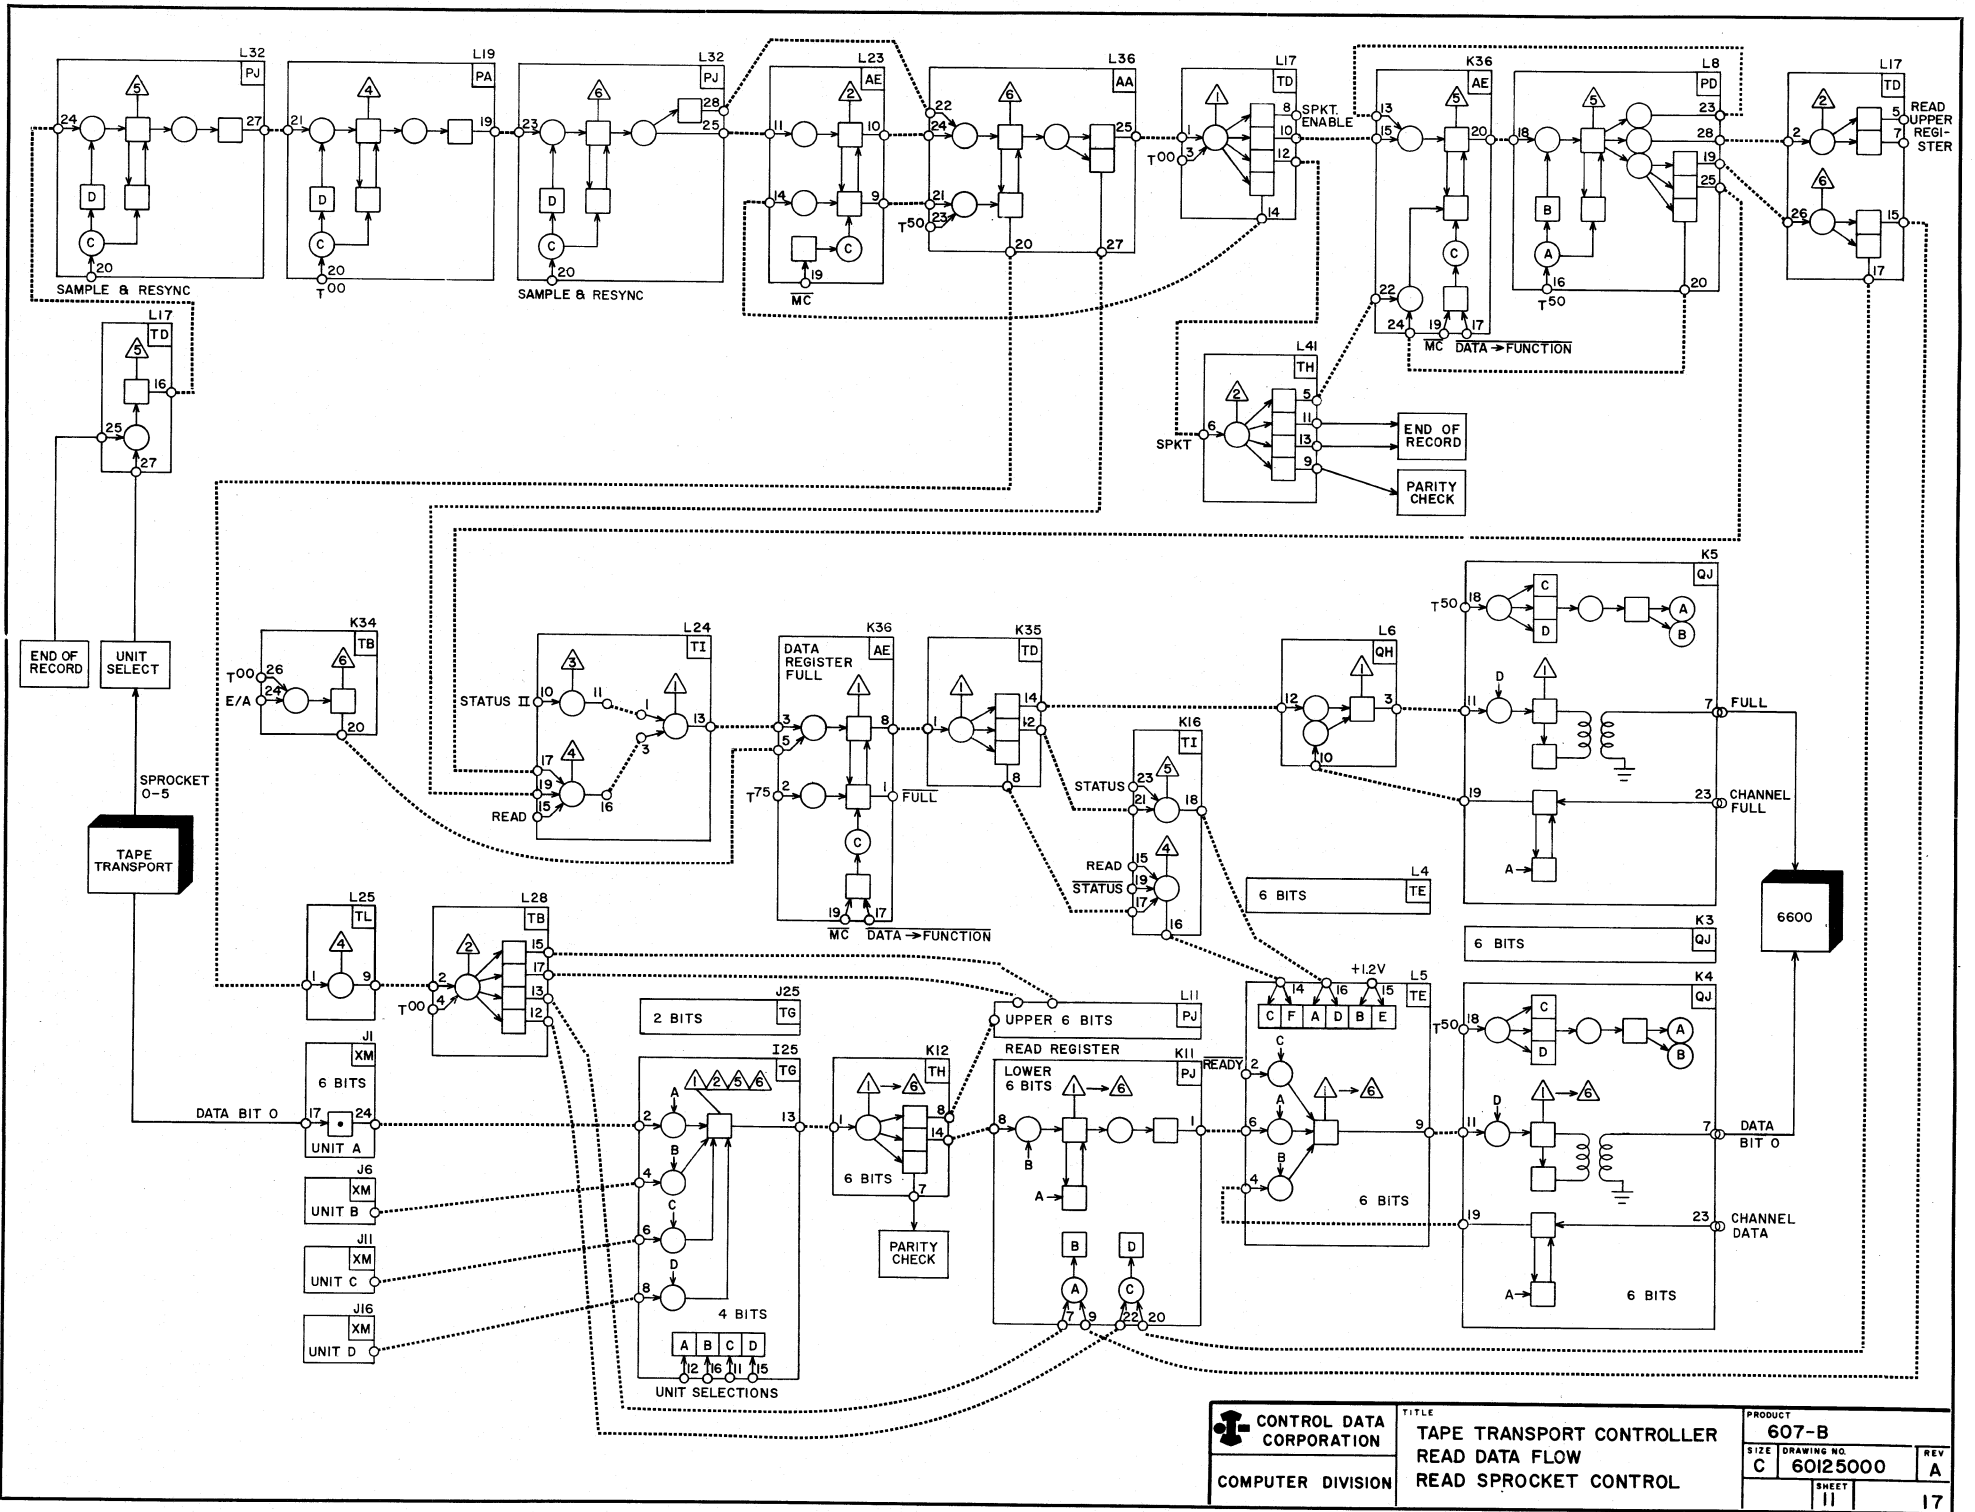 L32
PJ
5
24
27
D
C
20
SAMPLE & RESYNC
L19
PA
4
21
19
D
C
20
T00
L32
PJ
6
23
28
25
D
C
20
SAMPLE & RESYNC
L23
AE
2
11
10
14
9
C
19
MC
L36
AA
6
22
24
25
21
23
T50
20
27
L17
TD
1
1
3
T00
8
10
12
14
SPKT.
ENABLE
K36
AE
5
13
15
20
C
22
24
19
17
MC
DATA→FUNCTION
L8
PD
5
18
23
28
19
25
B
A
16
T50
20
L17
TD
2
2
5
7
READ
UPPER
REGI-
STER
6
26
15
17
L17
TD
5
16
25
27
L41
TH
2
SPKT
6
5
11
13
9
END OF
RECORD
PARITY
CHECK
END OF
RECORD
UNIT
SELECT
SPROCKET
0-5
TAPE
TRANSPORT
K34
TB
6
T00
26
E/A
24
20
L24
TI
3
STATUS II
10
11
1
1
13
3
4
17
19
15
16
READ
K36
AE
DATA
REGISTER
FULL
1
3
5
8
T75
2
1
FULL
C
19
17
MC
DATA→FUNCTION
K35
TD
1
1
14
12
8
K16
TI
5
STATUS
23
21
18
4
READ
15
STATUS
19
17
16
L6
QH
1
12
3
10
K5
QJ
T50
18
C
D
A
B
D
11
1
7
FULL
19
23
CHANNEL
FULL
A
6600
L4
TE
6 BITS
K3
QJ
6 BITS
L25
TL
4
1
9
L28
TB
2
2
4
T00
15
17
13
12
J1
XM
6 BITS
DATA BIT 0
17
24
UNIT A
J6
XM
UNIT B
J11
XM
UNIT C
J16
XM
UNIT D
J25
TG
2 BITS
I25
TG
1 2 5 6
A
2
13
B
4
C
6
D
8
4 BITS
A B C D
12 16 11 15
UNIT SELECTIONS
K12
TH
1→6
1
8
14
6 BITS
7
PARITY
CHECK
L11
PJ
UPPER 6 BITS
READ REGISTER
K11
PJ
LOWER
6 BITS
1→6
8
1
B
A
B
D
A
C
7
9
22
20
L5
TE
+1.2V
14
16
15
C F A D B E
READY
2
C
1→6
A
6
9
B
4
6 BITS
K4
QJ
T50
18
C
D
A
B
D
11
1→6
7
DATA
BIT 0
19
23
CHANNEL
DATA
A
6 BITS
CONTROL DATA
CORPORATION
COMPUTER DIVISION
TITLE
TAPE TRANSPORT CONTROLLER
READ DATA FLOW
READ SPROCKET CONTROL
PRODUCT
607-B
SIZE
C
DRAWING NO.
60125000
REV
A
SHEET
11
17